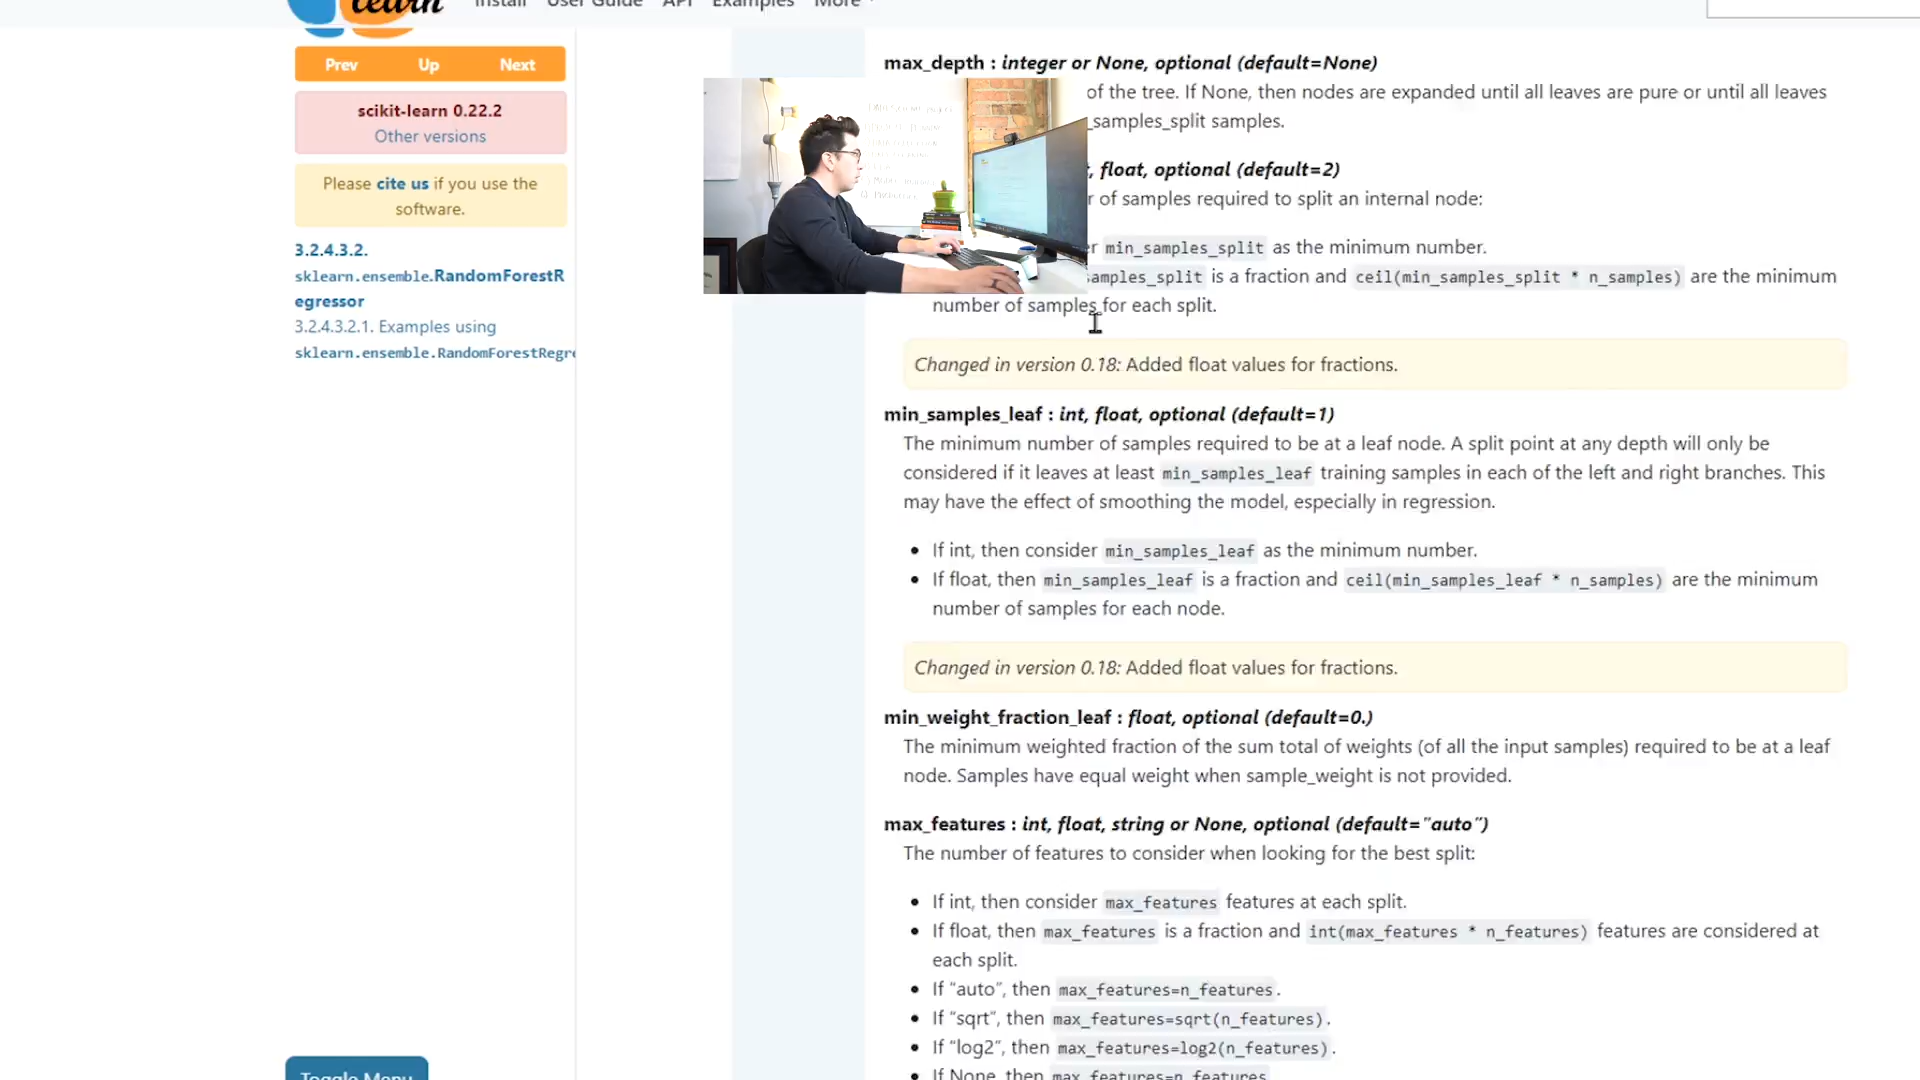 learn
Install User Guide API Examples More
Prev Up Next
scikit-learn 0.22.2
Other versions
Please cite us if you use the
software.
3.2.4.3.2.
sklearn.ensemble.RandomForestR
egressor
3.2.4.3.2.1. Examples using
sklearn.ensemble.RandomForestRegre
Toggle Menu
max_depth : integer or None, optional (default=None)
of the tree. If None, then nodes are expanded until all leaves are pure or until all leaves
_samples_split samples.
, float, optional (default=2)
r of samples required to split an internal node:
r min_samples_split as the minimum number.
amples_split is a fraction and ceil(min_samples_split * n_samples) are the minimum
number of samples for each split.
Changed in version 0.18: Added float values for fractions.
min_samples_leaf : int, float, optional (default=1)
The minimum number of samples required to be at a leaf node. A split point at any depth will only be
considered if it leaves at least min_samples_leaf training samples in each of the left and right branches. This
may have the effect of smoothing the model, especially in regression.
• If int, then consider min_samples_leaf as the minimum number.
• If float, then min_samples_leaf is a fraction and ceil(min_samples_leaf * n_samples) are the minimum
number of samples for each node.
Changed in version 0.18: Added float values for fractions.
min_weight_fraction_leaf : float, optional (default=0.)
The minimum weighted fraction of the sum total of weights (of all the input samples) required to be at a leaf
node. Samples have equal weight when sample_weight is not provided.
max_features : int, float, string or None, optional (default="auto")
The number of features to consider when looking for the best split:
• If int, then consider max_features features at each split.
• If float, then max_features is a fraction and int(max_features * n_features) features are considered at
each split.
• If “auto”, then max_features=n_features.
• If “sqrt”, then max_features=sqrt(n_features).
• If “log2”, then max_features=log2(n_features).
• If None, then max_features=n_features